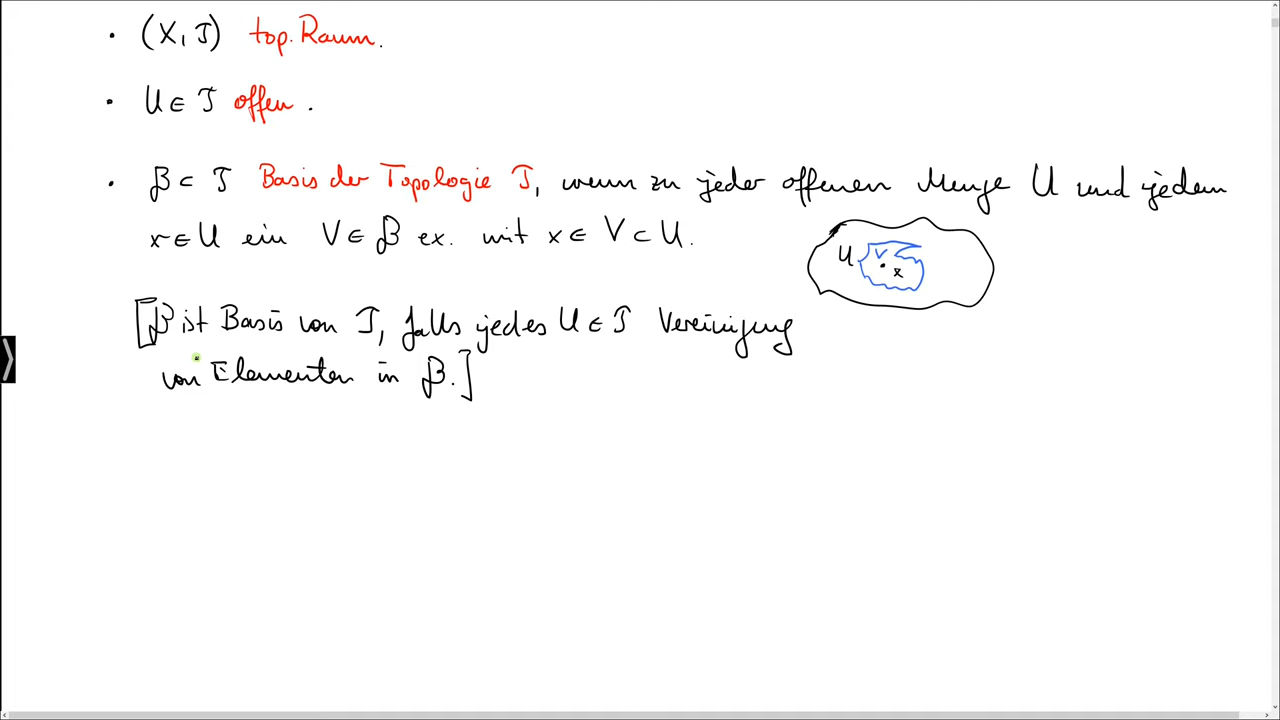 · (X, T) top. Raum.
· U ∈ T offen.
· B ⊂ T Basis der Topologie T, wenn zu jeder offenen Menge U und jedem
x ∈ U ein V ∈ B ex. mit x ∈ V ⊂ U.
U V x
[B ist Basis von T, falls jedes U ∈ T Vereinigung
von Elementen in B.]